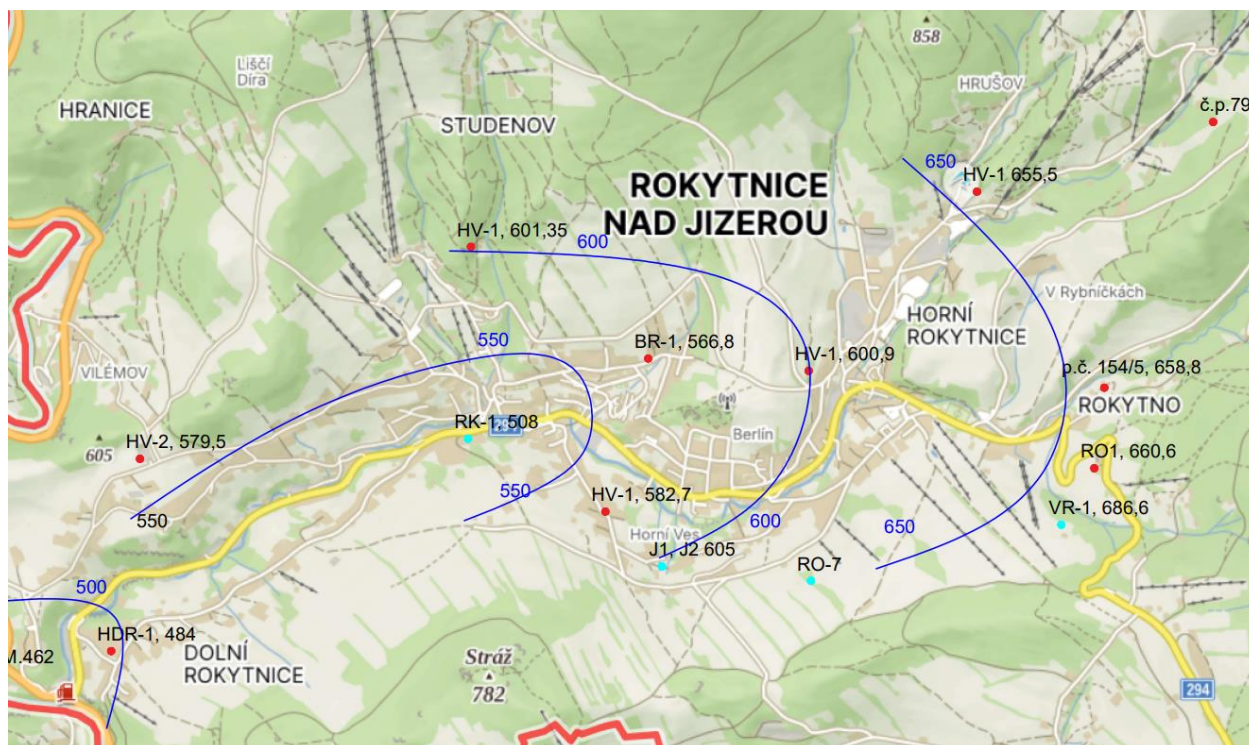 858
Liščí
Díra
HRUŠOV
HRANICE
č.p.79
STUDENOV
650
HV-1 655,5
ROKYTNICE
NAD JIZEROU
HV-1, 601,35
600
V Rybníčkách
HORNÍ
ROKYTNICE
550
BR-1, 566,8
HV-1, 600,9
p.č. 154/5, 658,8
VILÉMOV
ROKYTNO
RK-1, 508
294
Berlín
HV-2, 579,5
605
RO1, 660,6
550
HV-1, 582,7
VR-1, 686,6
550
600
650
Horní Ves
J1, J2 605
RO-7
500
HDR-1, 484
M.462
DOLNÍ
ROKYTNICE
Stráž
782
294